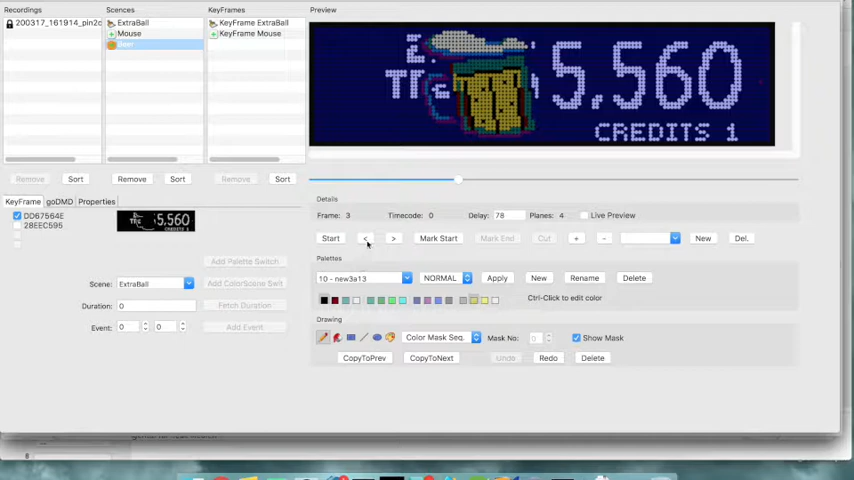 Recordings Scences KeyFrames
200317_161914_pin2c ExtraBall KeyFrame ExtraBall
Mouse KeyFrame Mouse
Beer
Preview
5,560
CREDITS 1
Remove Sort Remove Sort Remove Sort
KeyFrame goDMD Properties
DD67564E
28EEC595
5,560
Details
Frame: 3 Timecode: 0 Delay: 78 Planes: 4 Live Preview
Start < > Mark Start Mark End Cut + - New Del.
Add Palette Switch
Scene: ExtraBall Add ColorScene Swit
Duration: 0 Fetch Duration
Event: 0 0 Add Event
Palettes
10 - new3a13 NORMAL Apply New Rename Delete
Ctrl-Click to edit color
Drawing
Color Mask Seq. Mask No: 0 Show Mask
CopyToPrev CopyToNext Undo Redo Delete